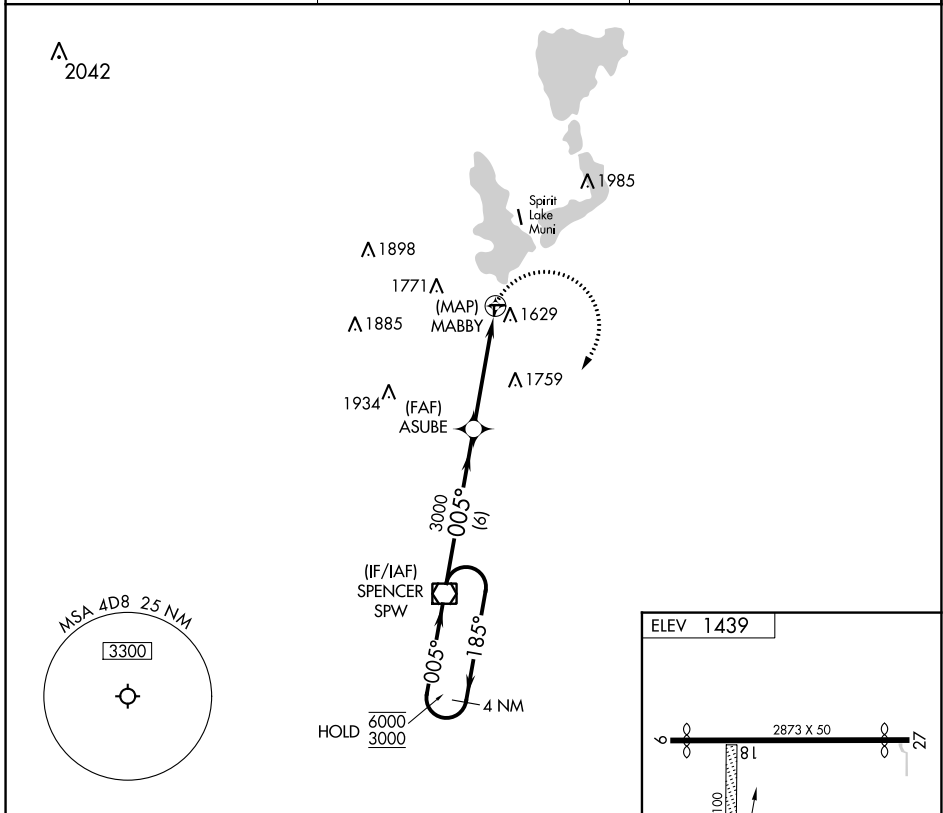 2042
1985
Spirit
Lake
Muni
1898
1771
(MAP)
MABBY
1629
1885
1759
1934
(FAF)
ASUBE
3000
005°
(6)
(IF/IAF)
SPENCER
SPW
005°
185°
4 NM
HOLD
6000
3000
MSA 4D8 25 NM
3300
ELEV 1439
9
2873 X 50
27
18
100